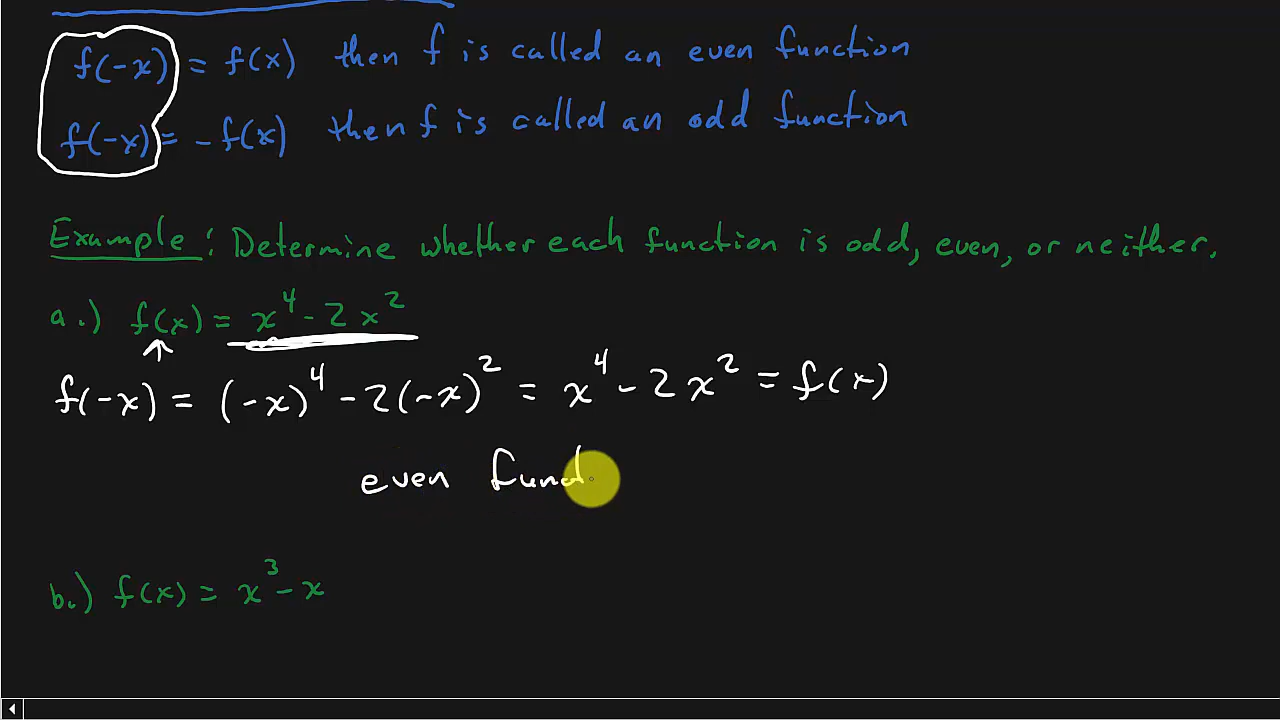 f(-x) = f(x) then f is called an even function
f(-x) = -f(x) then f is called an odd function
Example: Determine whether each function is odd, even, or neither.
a.) f(x) = x⁴ - 2x²
f(-x) = (-x)⁴ - 2(-x)² = x⁴ - 2x² = f(x)
even
b.) f(x) = x³ - x